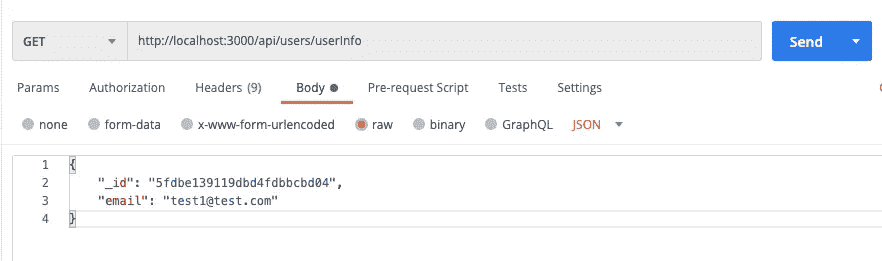 GET http://localhost:3000/api/users/userInfo Send
Params Authorization Headers (9) Body Pre-request Script Tests Settings
none form-data x-www-form-urlencoded raw binary GraphQL JSON
1 {
2 "_id": "5fdbe139119dbd4fdbbcbd04",
3 "email": "test1@test.com"
4 }